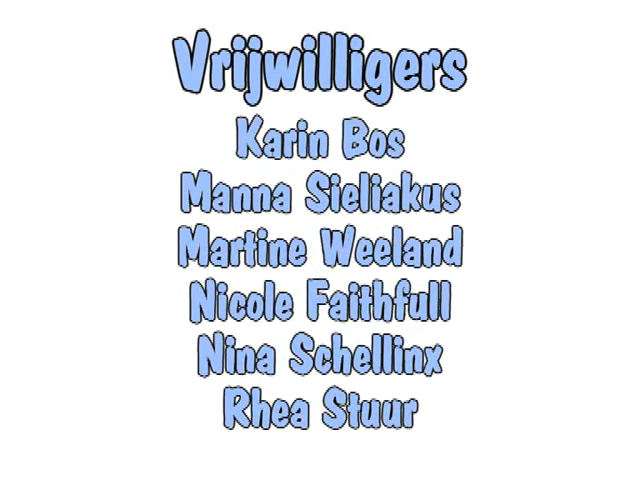 Vrijwilligers
Karin Bos
Manna Sieliakus
Martine Weeland
Nicole Faithfull
Nina Schellinx
Rhea Stuur